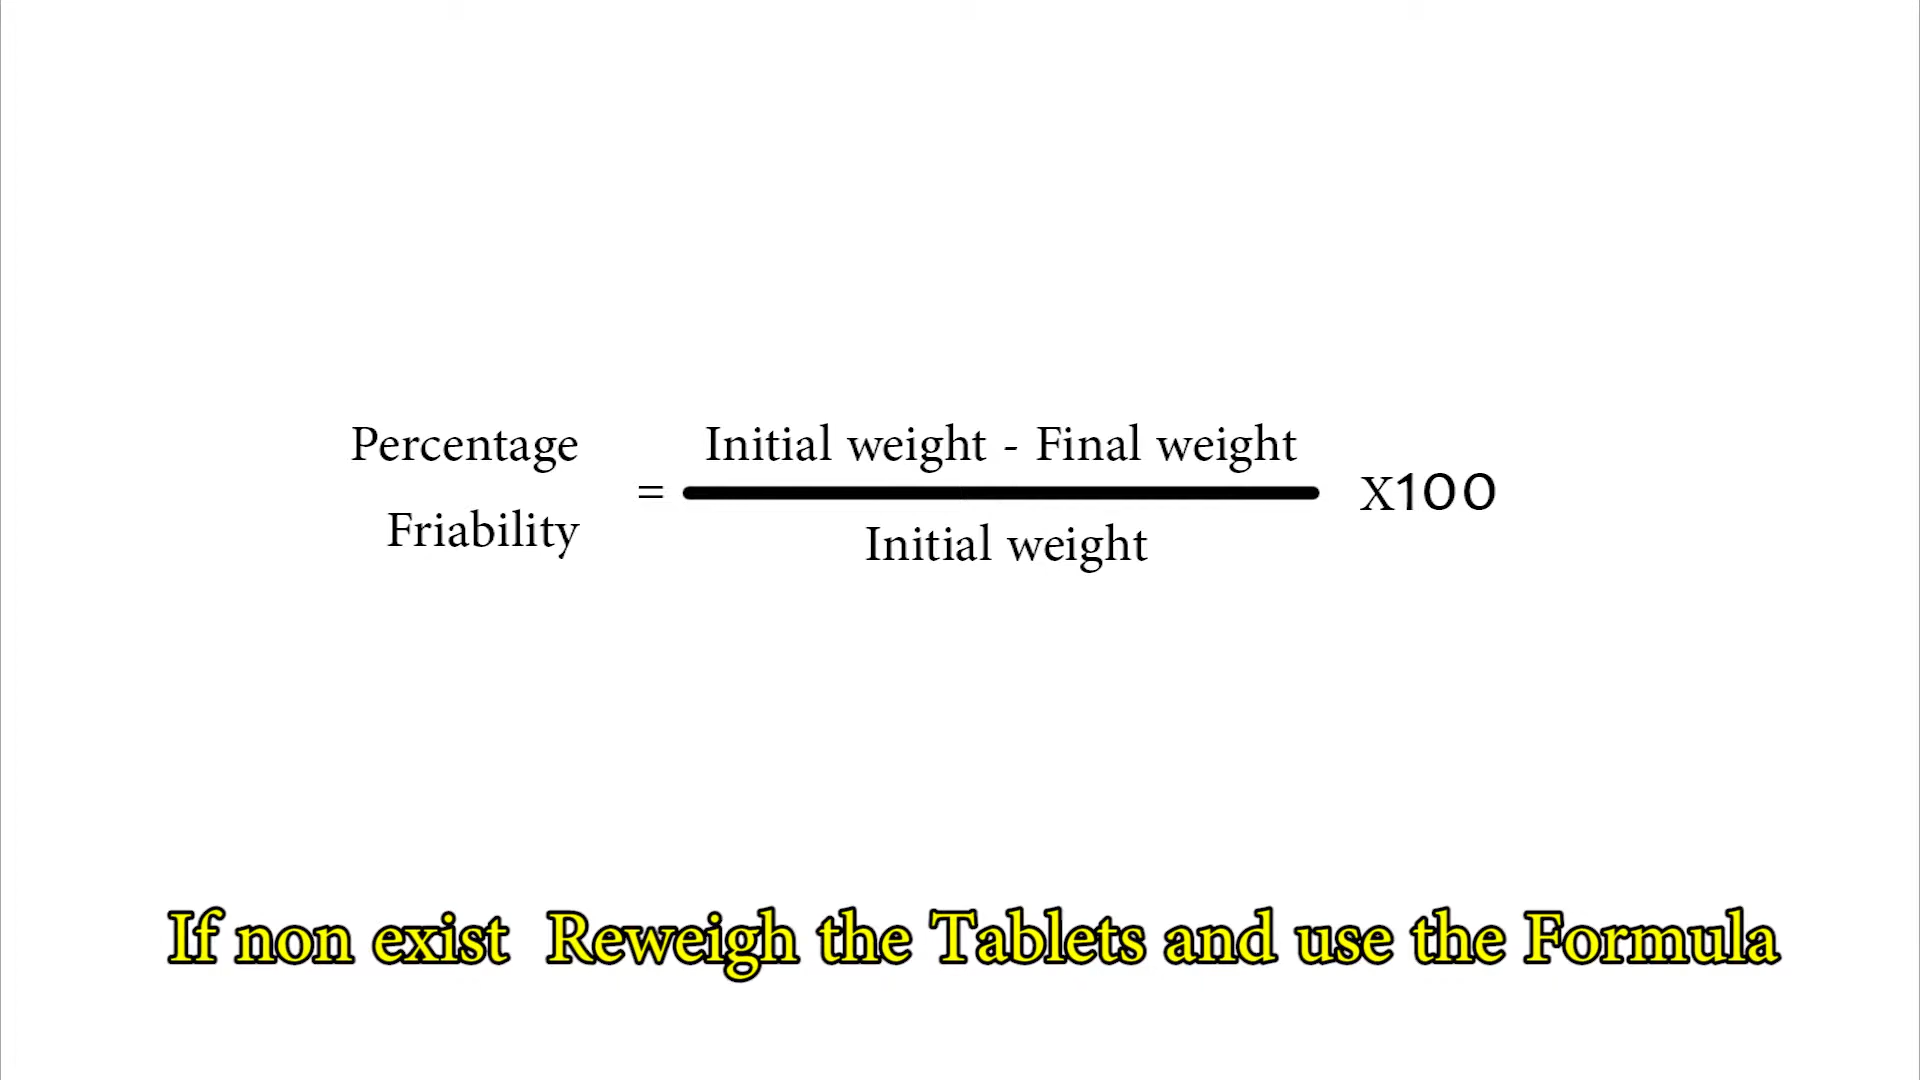 Percentage
Friability
=
Initial weight - Final weight
Initial weight
X100
If non exist Reweigh the Tablets and use the Formula